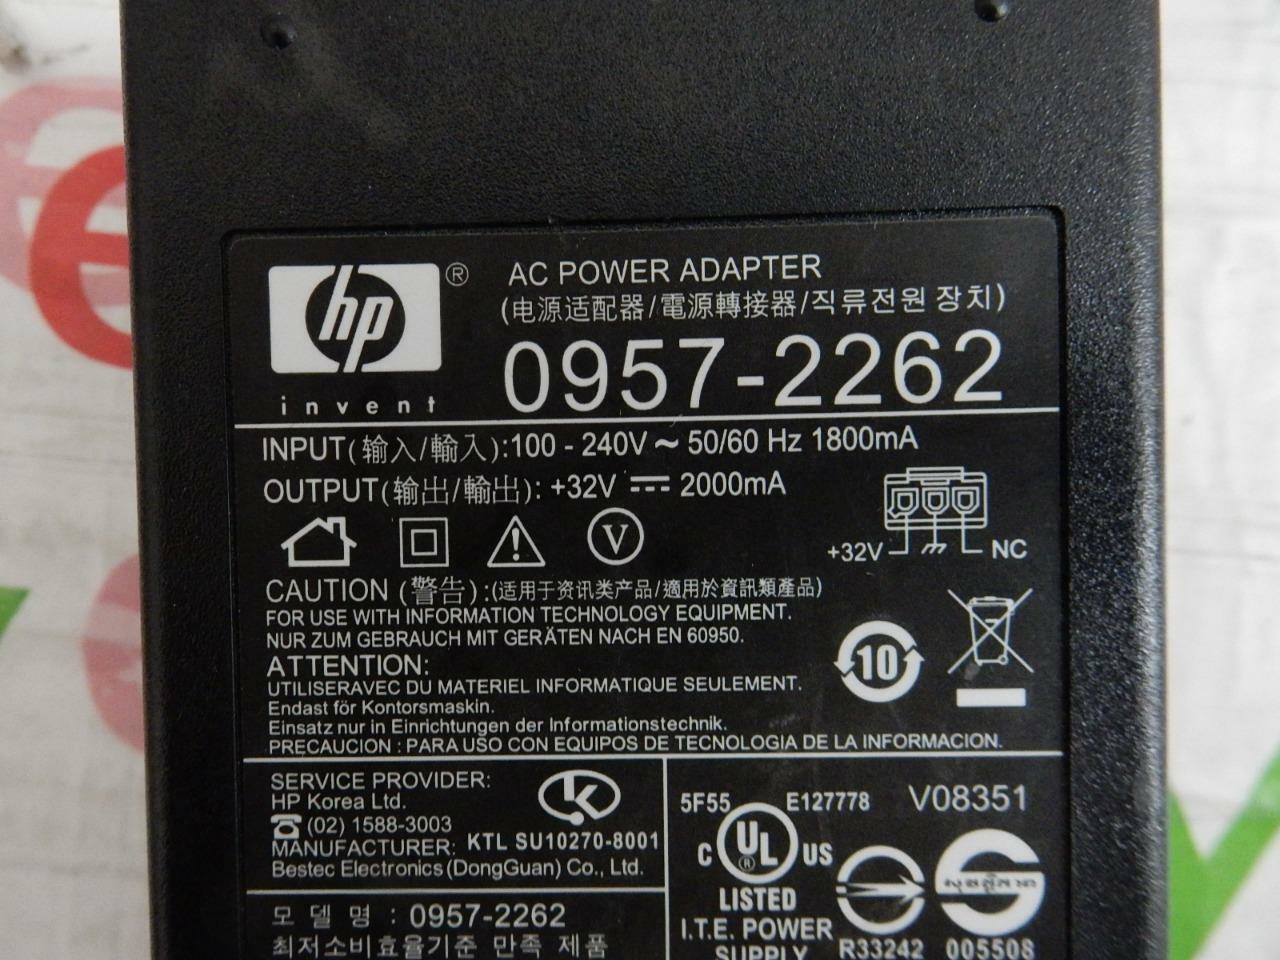 hp ®
invent
AC POWER ADAPTER
(电源适配器/電源轉接器/직류전원 장치)
0957-2262
INPUT(输入/輸入):100 - 240V ~ 50/60 Hz 1800mA
OUTPUT(输出/輸出): +32V ⎓ 2000mA
V
+32V NC
CAUTION (警告):(适用于资讯类产品/適用於資訊類產品)
FOR USE WITH INFORMATION TECHNOLOGY EQUIPMENT.
NUR ZUM GEBRAUCH MIT GERÄTEN NACH EN 60950.
10
ATTENTION:
UTILISERAVEC DU MATERIEL INFORMATIQUE SEULEMENT.
Endast för Kontorsmaskin.
Einsatz nur in Einrichtungen der Informationstechnik.
PRECAUCION : PARA USO CON EQUIPOS DE TECNOLOGIA DE LA INFORMACION.
SERVICE PROVIDER:
HP Korea Ltd.
☎ (02) 1588-3003
MANUFACTURER: KTL SU10270-8001
Bestec Electronics (DongGuan) Co., Ltd.
모 델 명 : 0957-2262
최저소비효율기준 만족 제품
5F55 E127778 V08351
C UL ® US
LISTED
I.T.E. POWER
SUPPLY
R33242 005508